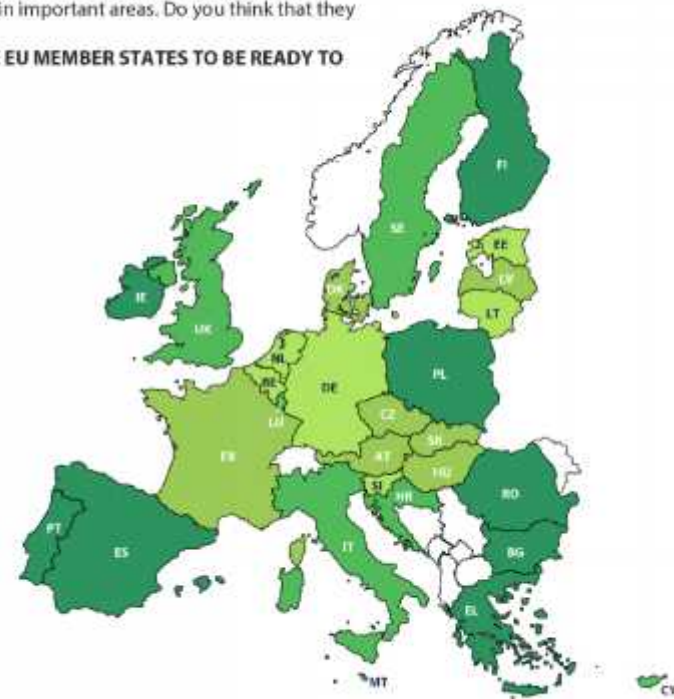 in important areas. Do you think that they
EU MEMBER STATES TO BE READY TO
FI
SE
EE
LV
DK
LT
IE
UK
NL
PL
BE
DE
LU
CZ
SK
FR
AT
HU
SI
HR
RO
PT
ES
IT
BG
EL
MT
CY